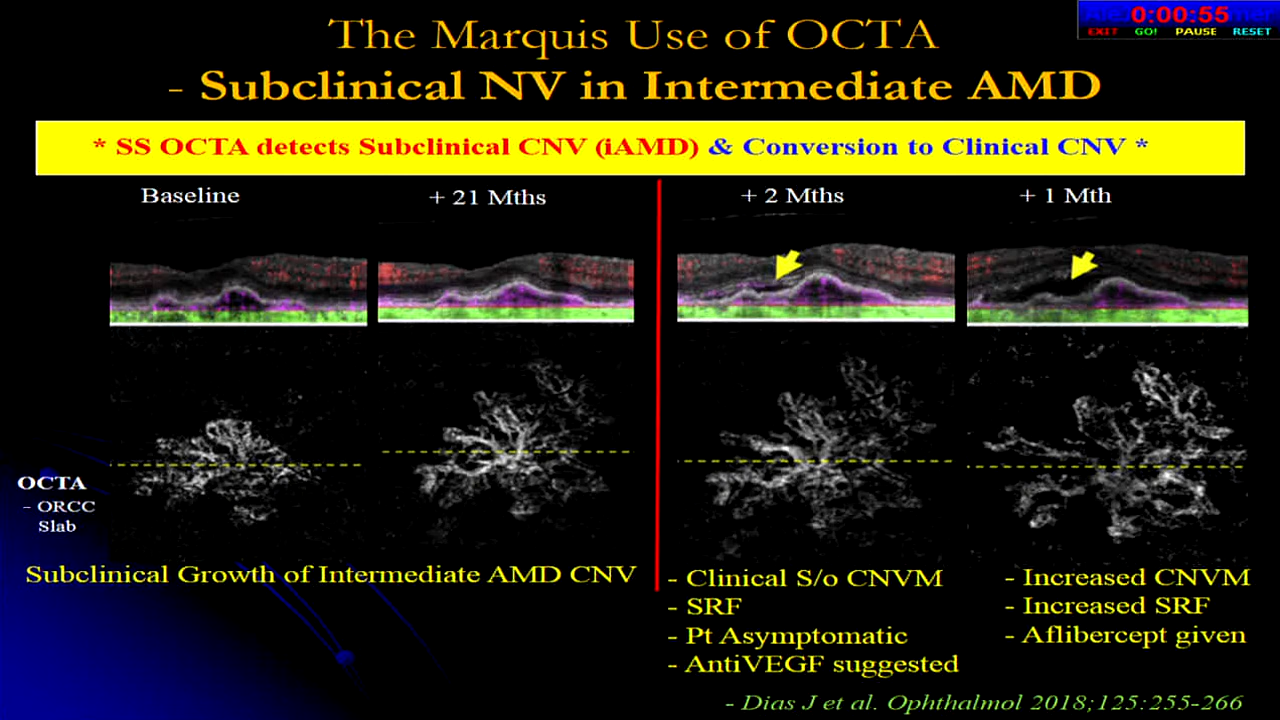 0:00:55
EXIT GO! PAUSE RESET
The Marquis Use of OCTA
- Subclinical NV in Intermediate AMD
* SS OCTA detects Subclinical CNV (iAMD) & Conversion to Clinical CNV *
Baseline
+ 21 Mths
+ 2 Mths
+ 1 Mth
OCTA
- ORCC
Slab
Subclinical Growth of Intermediate AMD CNV
- Clinical S/o CNVM
- SRF
- Pt Asymptomatic
- AntiVEGF suggested
- Increased CNVM
- Increased SRF
- Aflibercept given
- Dias J et al. Ophthalmol 2018;125:255-266